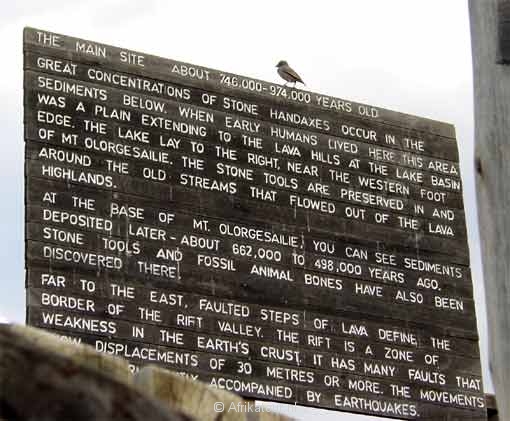 THE MAIN SITE ABOUT 746,000-974,000 YEARS OLD
GREAT CONCENTRATIONS OF STONE HANDAXES OCCUR IN THE
SEDIMENTS BELOW. WHEN EARLY HUMANS LIVED HERE THIS AREA
WAS A PLAIN EXTENDING TO THE LAVA HILLS AT THE LAKE BASIN
EDGE. THE LAKE LAY TO THE RIGHT, NEAR THE WESTERN FOOT
OF MT OLORGESAILIE. THE STONE TOOLS ARE PRESERVED IN AND
AROUND THE OLD STREAMS THAT FLOWED OUT OF THE LAVA
HIGHLANDS.
AT THE BASE OF MT. OLORGESAILIE, YOU CAN SEE SEDIMENTS
DEPOSITED LATER - ABOUT 662,000 TO 498,000 YEARS AGO.
STONE TOOLS AND FOSSIL ANIMAL BONES HAVE ALSO BEEN
DISCOVERED THERE.
FAR TO THE EAST, FAULTED STEPS OF LAVA DEFINE THE
BORDER OF THE RIFT VALLEY. THE RIFT IS A ZONE OF
WEAKNESS IN THE EARTH'S CRUST. IT HAS MANY FAULTS THAT
DISPLACEMENTS OF 30 METRES OR MORE. THE MOVEMENTS
ACCOMPANIED BY EARTHQUAKES.